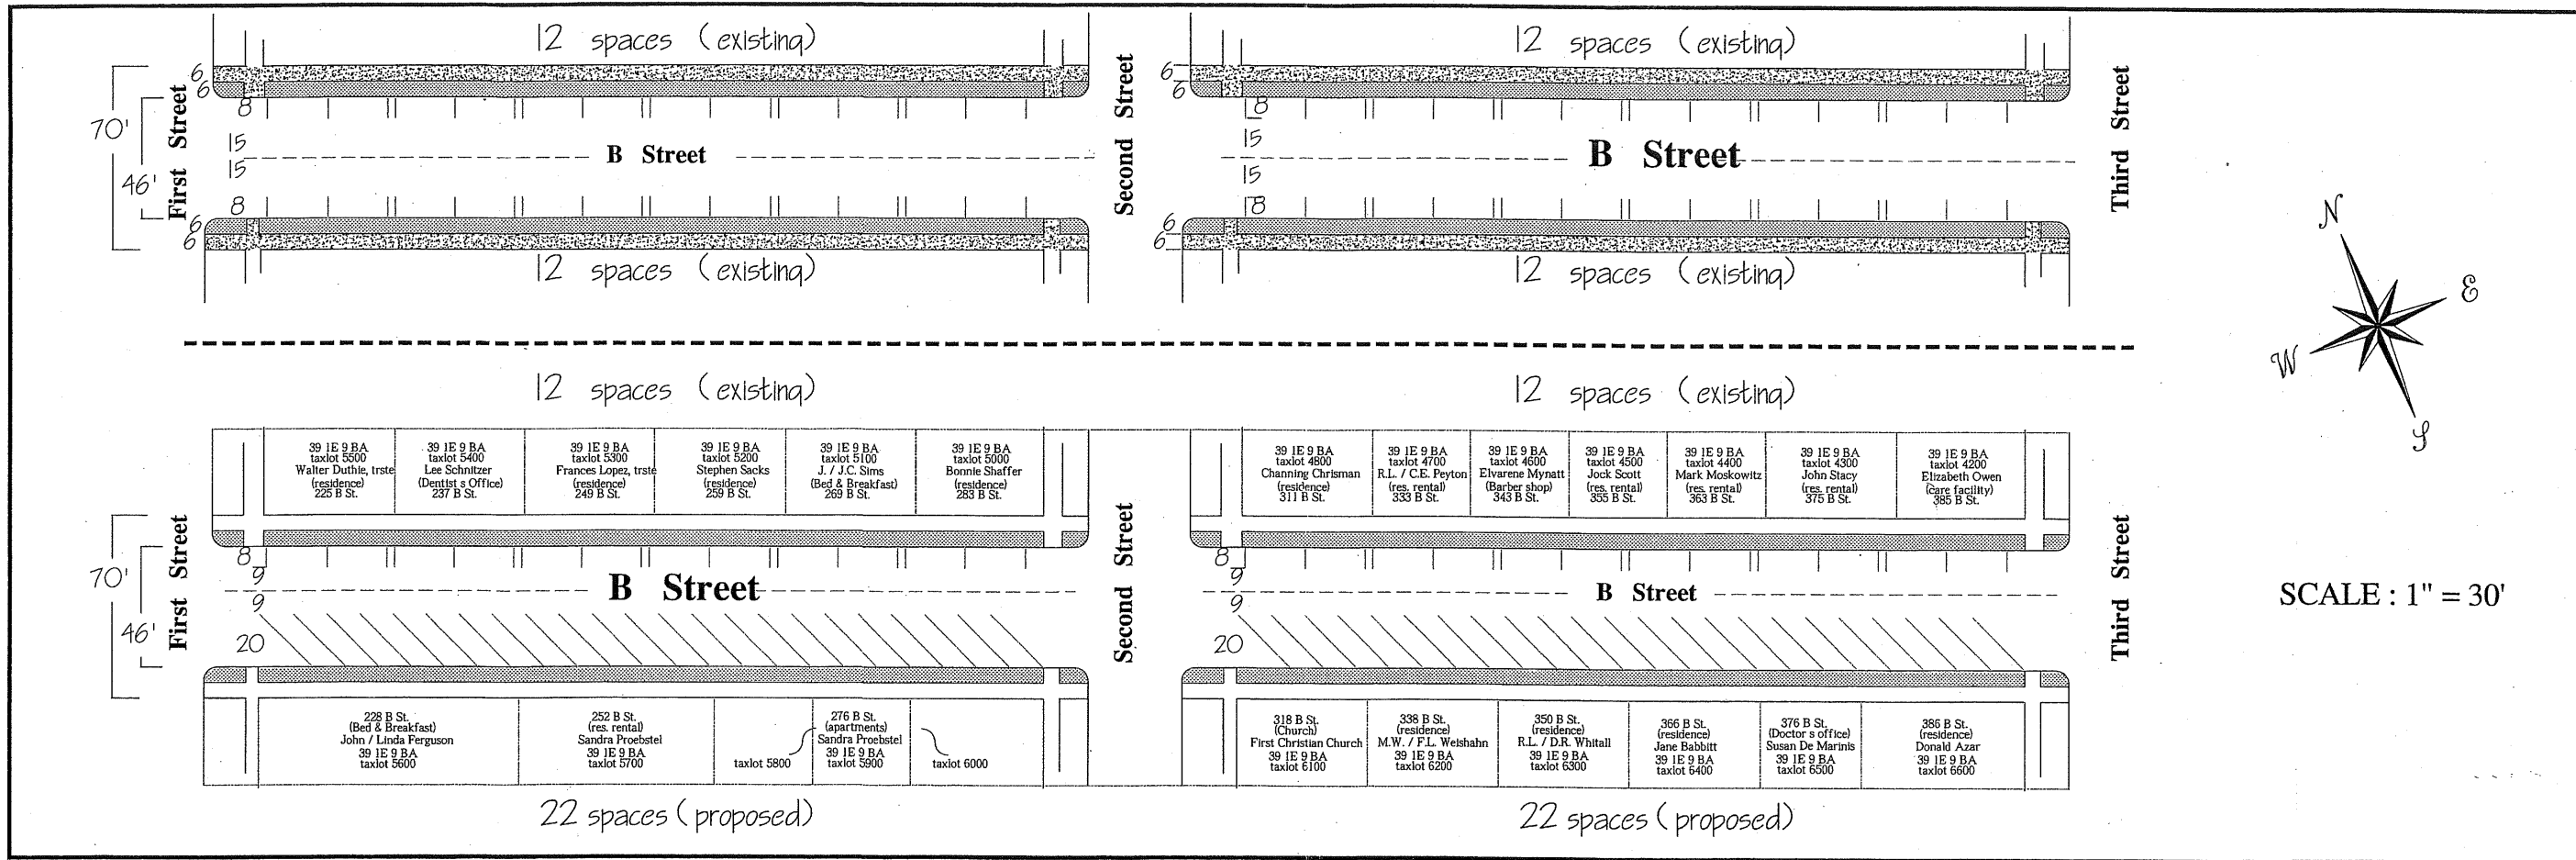 12 spaces (existing)
12 spaces (existing)
6
6
8
70'
46'
First Street
15
15
B Street
8
6
6
Second Street
6
6
8
15
15
B Street
8
6
6
Third Street
12 spaces (existing)
12 spaces (existing)
N
E
W
S
12 spaces (existing)
12 spaces (existing)
39 1E 9 BA
taxlot 5500
Walter Duthie, trste
(residence)
225 B St.
39 1E 9 BA
taxlot 5400
Lee Schnitzer
(Dentist s Office)
237 B St.
39 1E 9 BA
taxlot 5300
Frances Lopez, trste
(residence)
249 B St.
39 1E 9 BA
taxlot 5200
Stephen Sacks
(residence)
259 B St.
39 1E 9 BA
taxlot 5100
J. / J.C. Sims
(Bed & Breakfast)
269 B St.
39 1E 9 BA
taxlot 5000
Bonnie Shaffer
(residence)
283 B St.
39 1E 9 BA
taxlot 4800
Channing Chrisman
(residence)
311 B St.
39 1E 9 BA
taxlot 4700
R.L. / C.E. Peyton
(res. rental)
333 B St.
39 1E 9 BA
taxlot 4600
Elvarene Mynatt
(Barber shop)
343 B St.
39 1E 9 BA
taxlot 4500
Jock Scott
(res. rental)
355 B St.
39 1E 9 BA
taxlot 4400
Mark Moskowitz
(res. rental)
363 B St.
39 1E 9 BA
taxlot 4300
John Stacy
(res. rental)
375 B St.
39 1E 9 BA
taxlot 4200
Elizabeth Owen
(care facility)
385 B St.
70'
46'
First Street
8
9
9
20
B Street
Second Street
8
9
9
20
B Street
Third Street
SCALE : 1" = 30'
228 B St.
(Bed & Breakfast)
John / Linda Ferguson
39 1E 9 BA
taxlot 5600
252 B St.
(res. rental)
Sandra Proebstel
39 1E 9 BA
taxlot 5700
taxlot 5800
276 B St.
(apartments)
Sandra Proebstel
39 1E 9 BA
taxlot 5900
taxlot 6000
318 B St.
(Church)
First Christian Church
39 1E 9 BA
taxlot 6100
338 B St.
(residence)
M.W. / F.L. Weishahn
39 1E 9 BA
taxlot 6200
350 B St.
(residence)
R.L. / D.R. Whitall
39 1E 9 BA
taxlot 6300
366 B St.
(residence)
Jane Babbitt
39 1E 9 BA
taxlot 6400
376 B St.
(Doctor s office)
Susan De Marinis
39 1E 9 BA
taxlot 6500
386 B St.
(residence)
Donald Azar
39 1E 9 BA
taxlot 6600
22 spaces (proposed)
22 spaces (proposed)